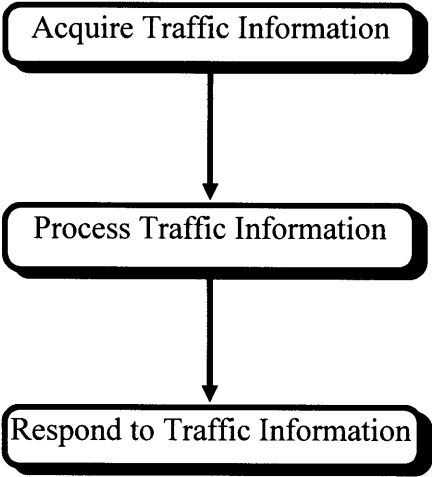 Acquire Traffic Information
Process Traffic Information
Respond to Traffic Information